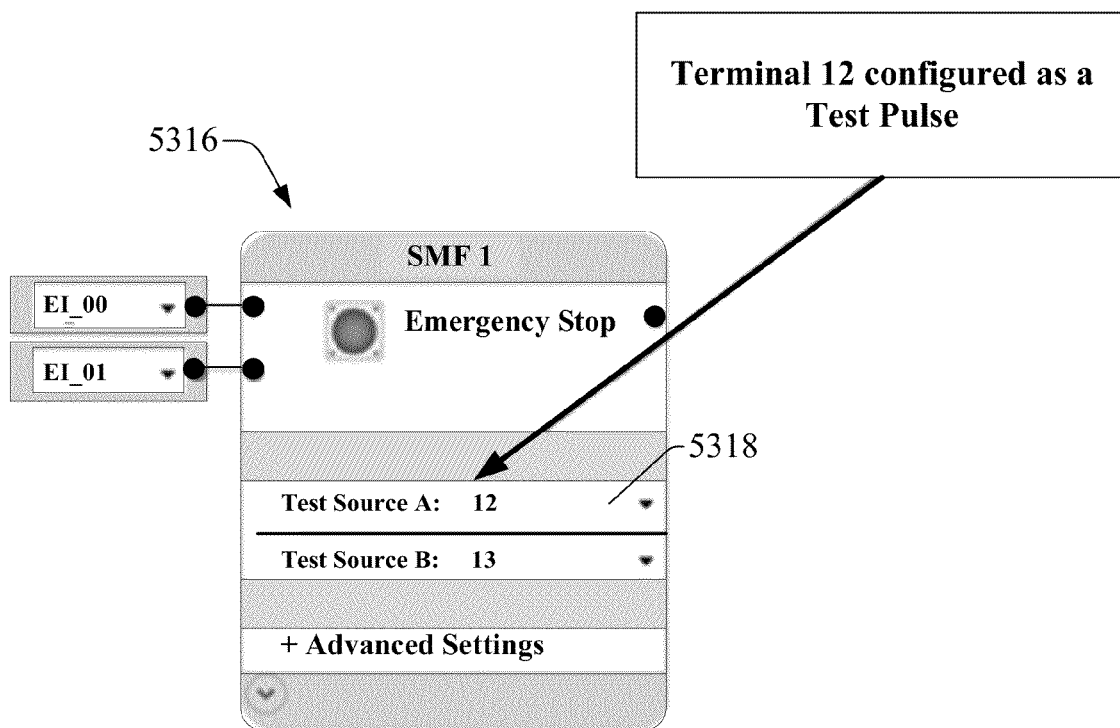 Terminal 12 configured as a
Test Pulse
5316
SMF 1
EI_00
Emergency Stop
EI_01
5318
Test Source A: 12
Test Source B: 13
+ Advanced Settings